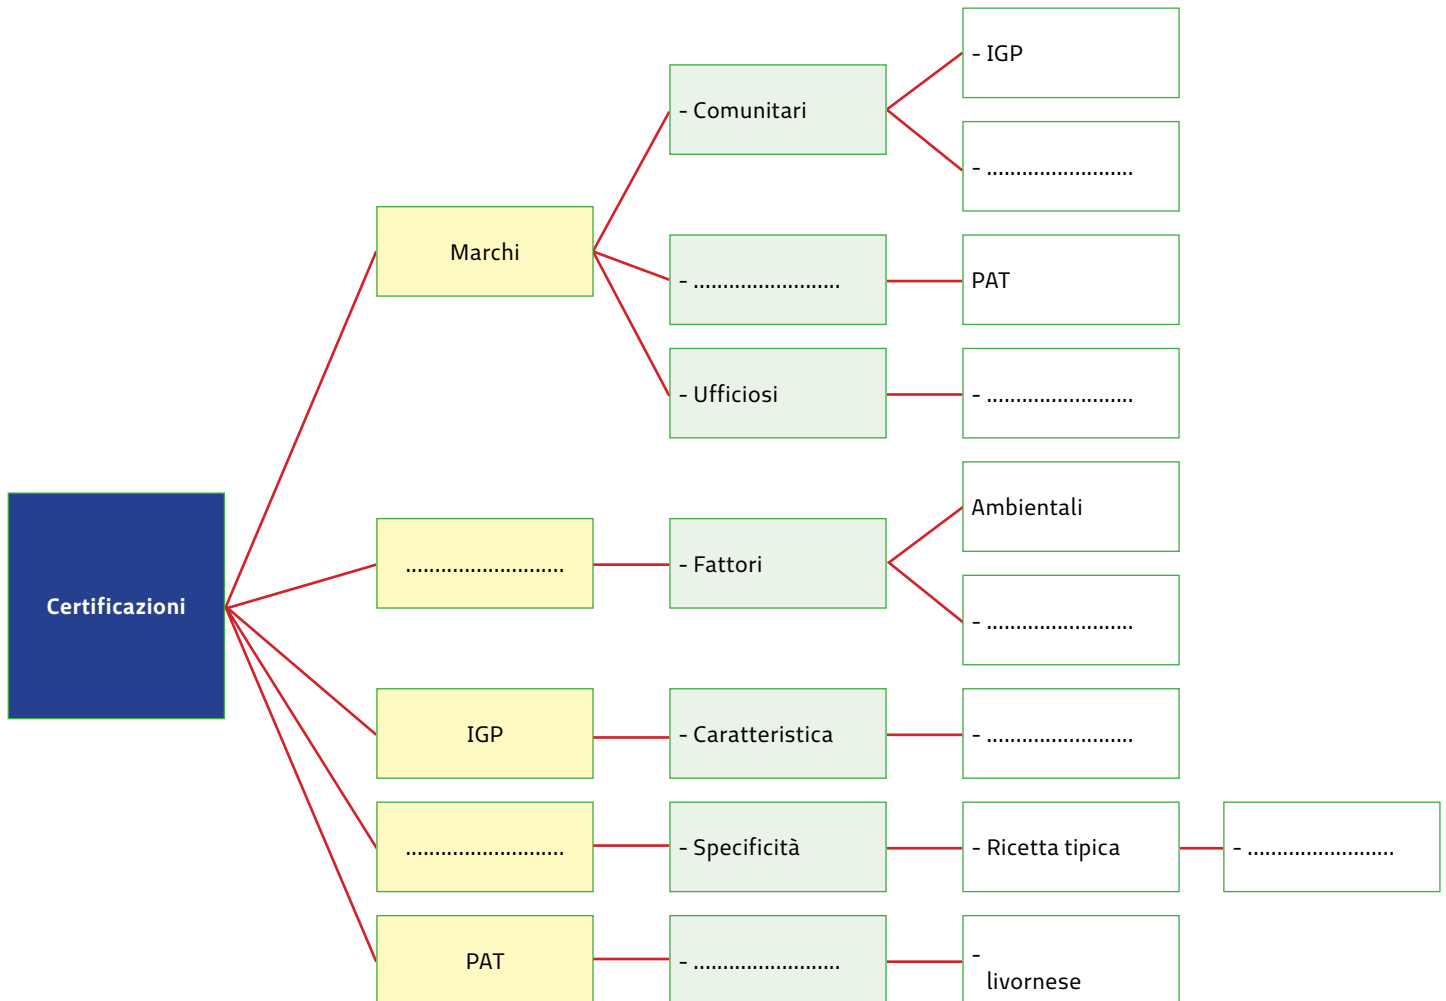 Certificazioni
Marchi
- Comunitari
- IGP
- .........................
- .........................
PAT
- Ufficiosi
- .........................
...........................
- Fattori
Ambientali
- .........................
IGP
- Caratteristica
- .........................
...........................
- Specificità
- Ricetta tipica
- .........................
PAT
- .........................
-
livornese